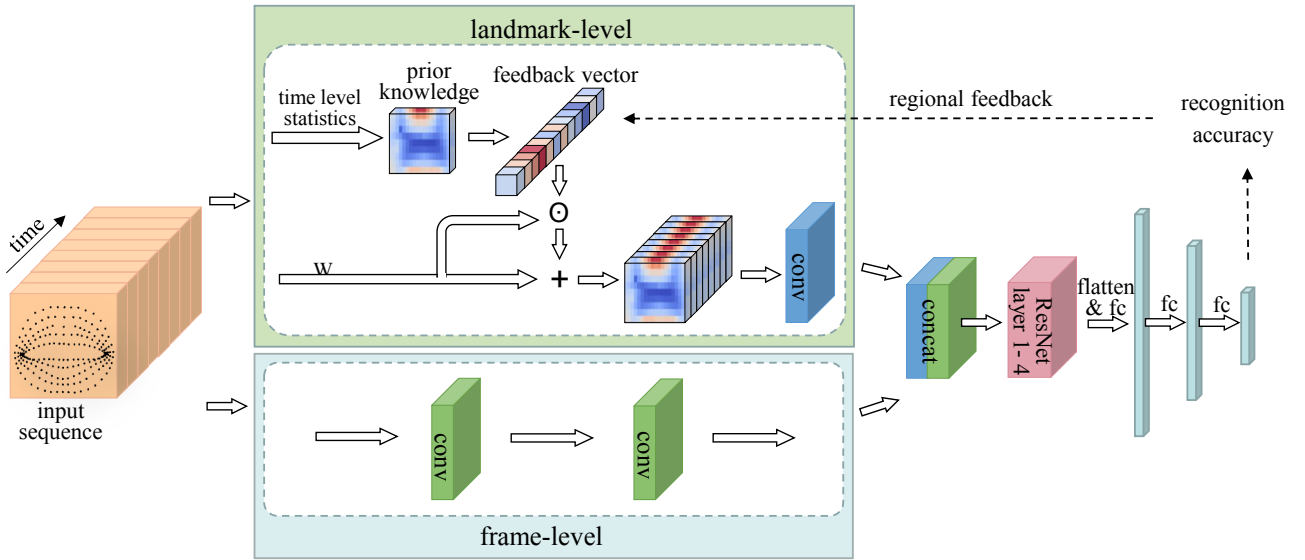 landmark-level
time level
statistics
prior
knowledge
feedback vector
regional feedback
recognition
accuracy
time
w
conv
input
sequence
conv
conv
frame-level
concat
ResNet
layer 1- 4
flatten
& fc
fc
fc